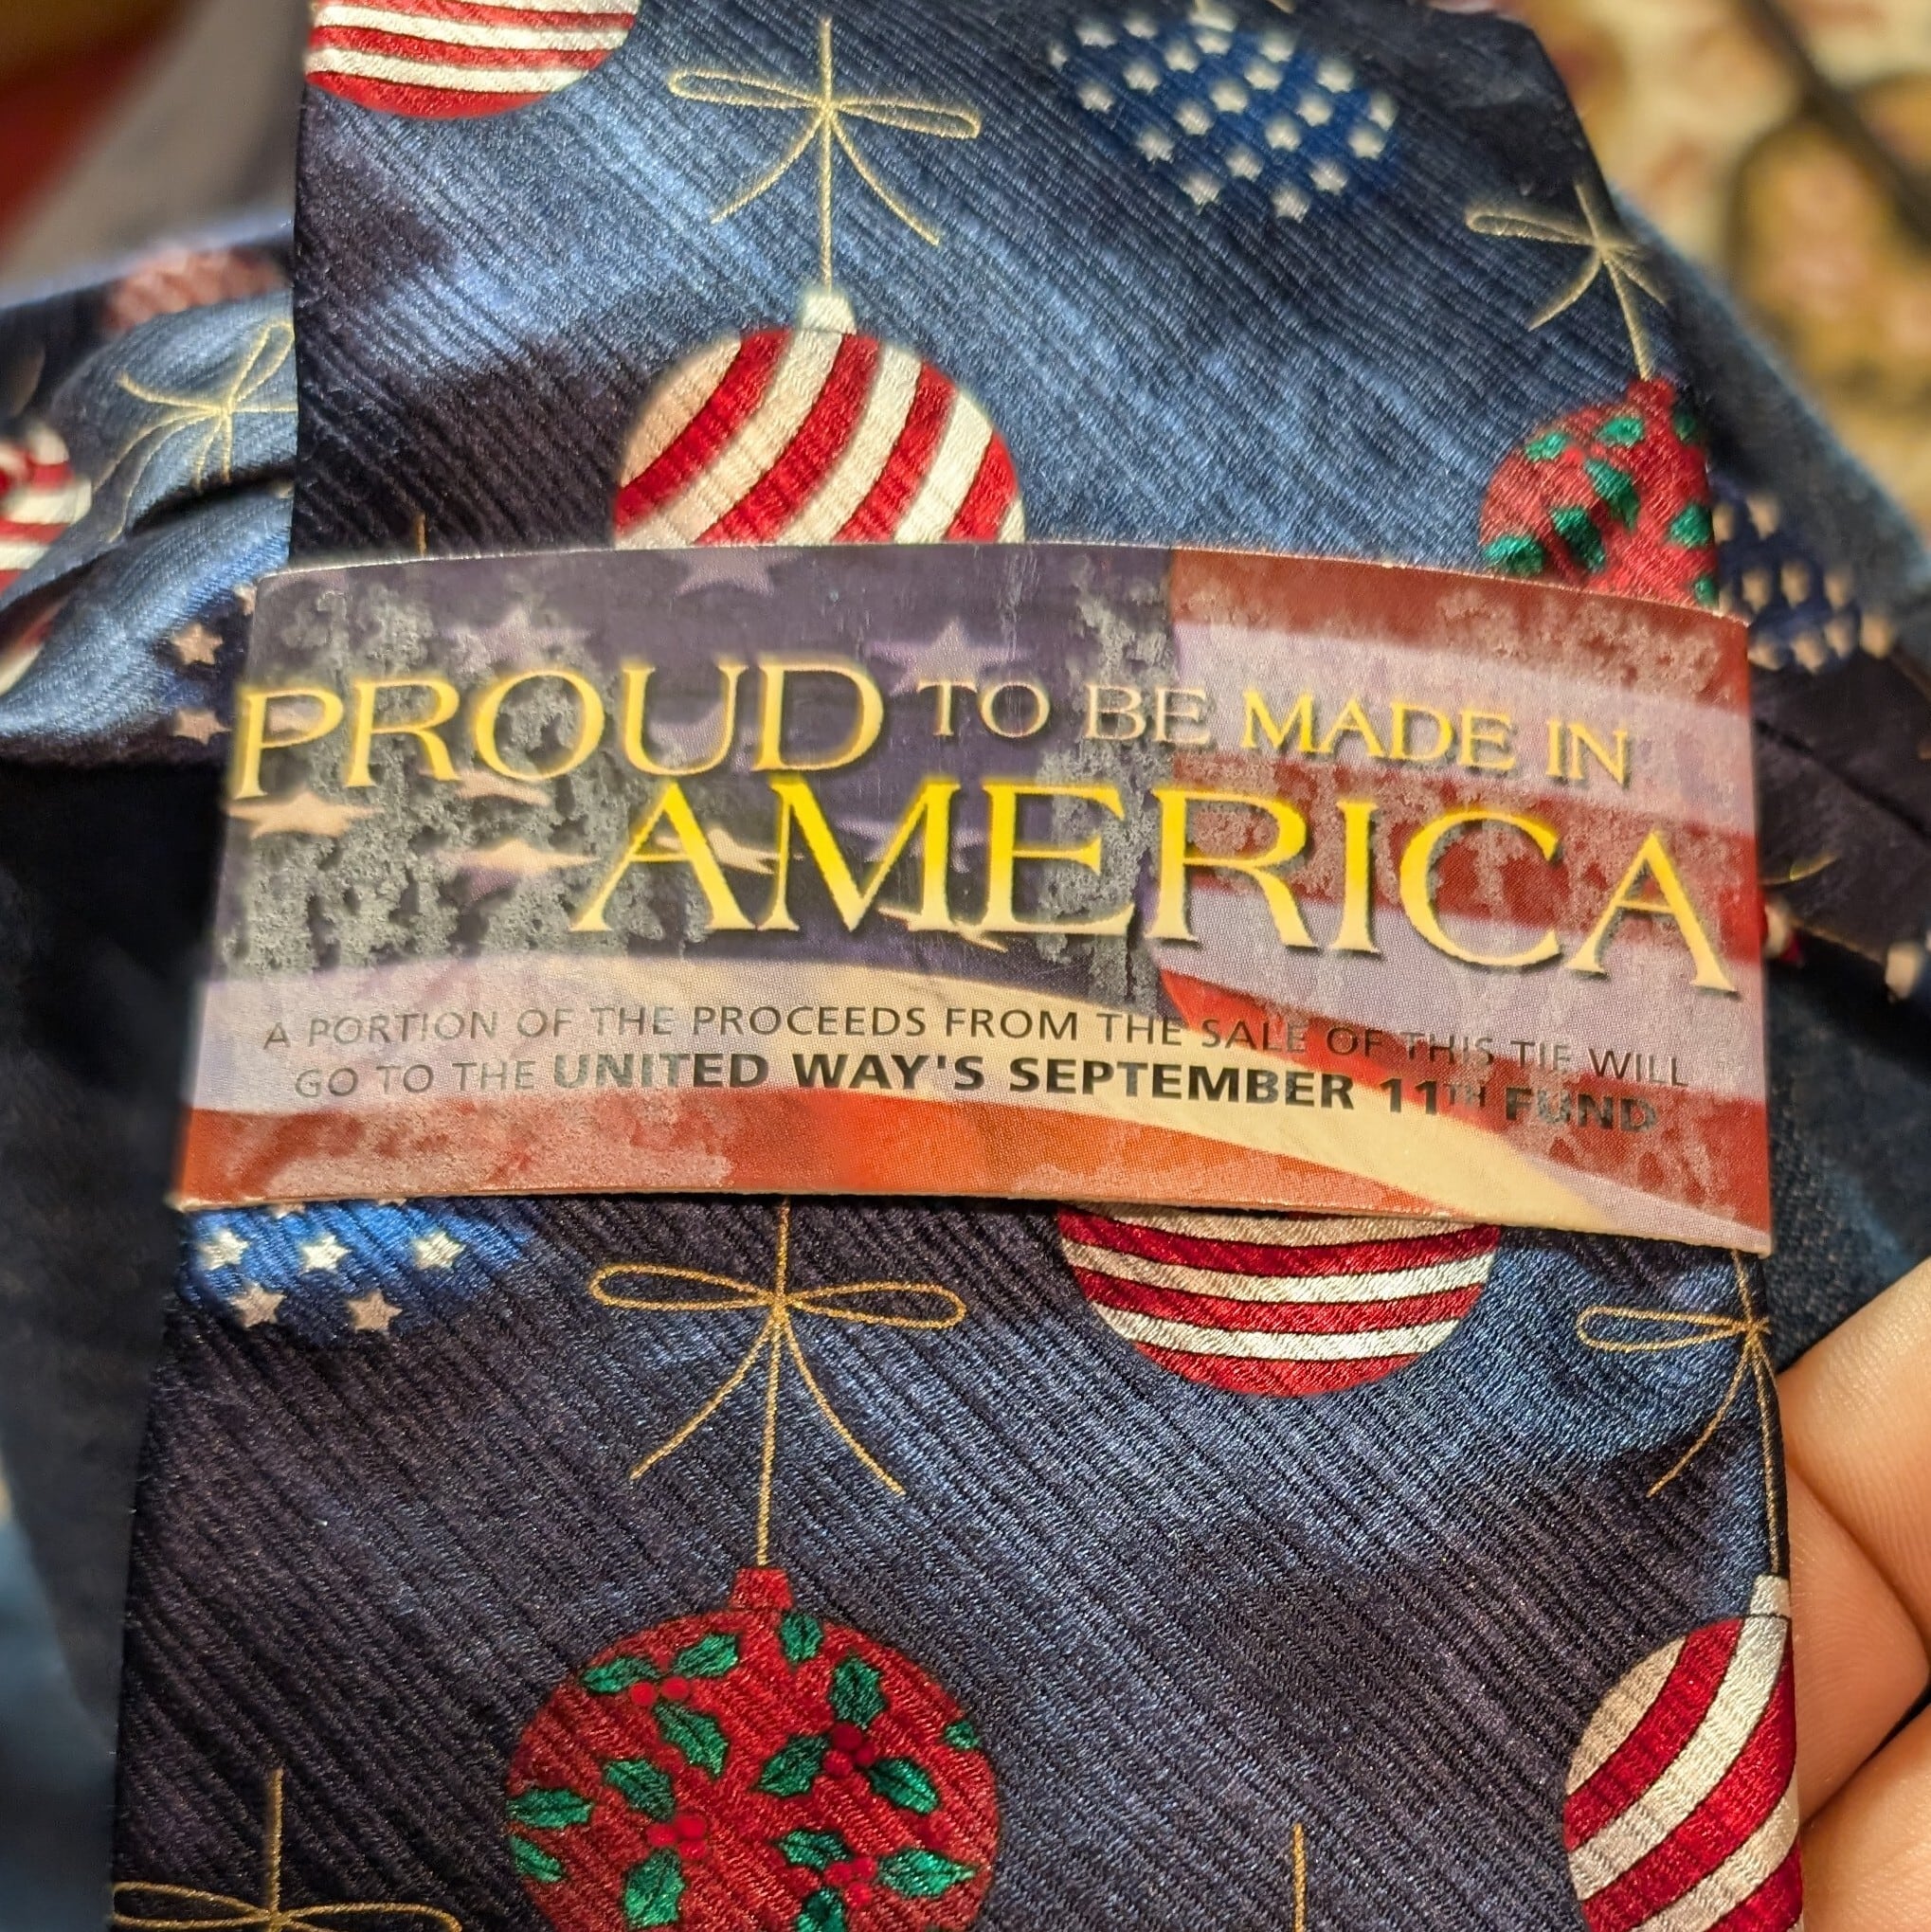 PROUD TO BE MADE IN
AMERICA
A PORTION OF THE PROCEEDS FROM THE SALE OF THIS TIE WILL
GO TO THE UNITED WAY'S SEPTEMBER 11TH FUND